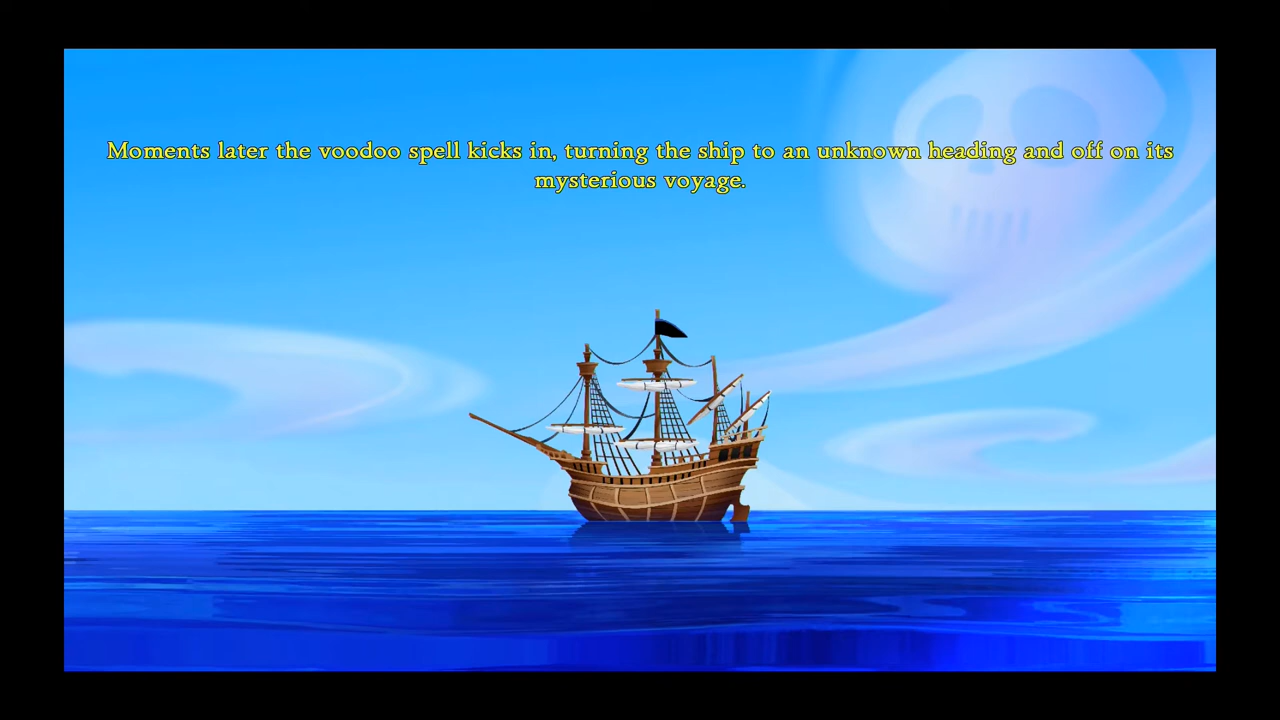 Moments later the voodoo spell kicks in, turning the ship to an unknown heading and off on its
mysterious voyage.